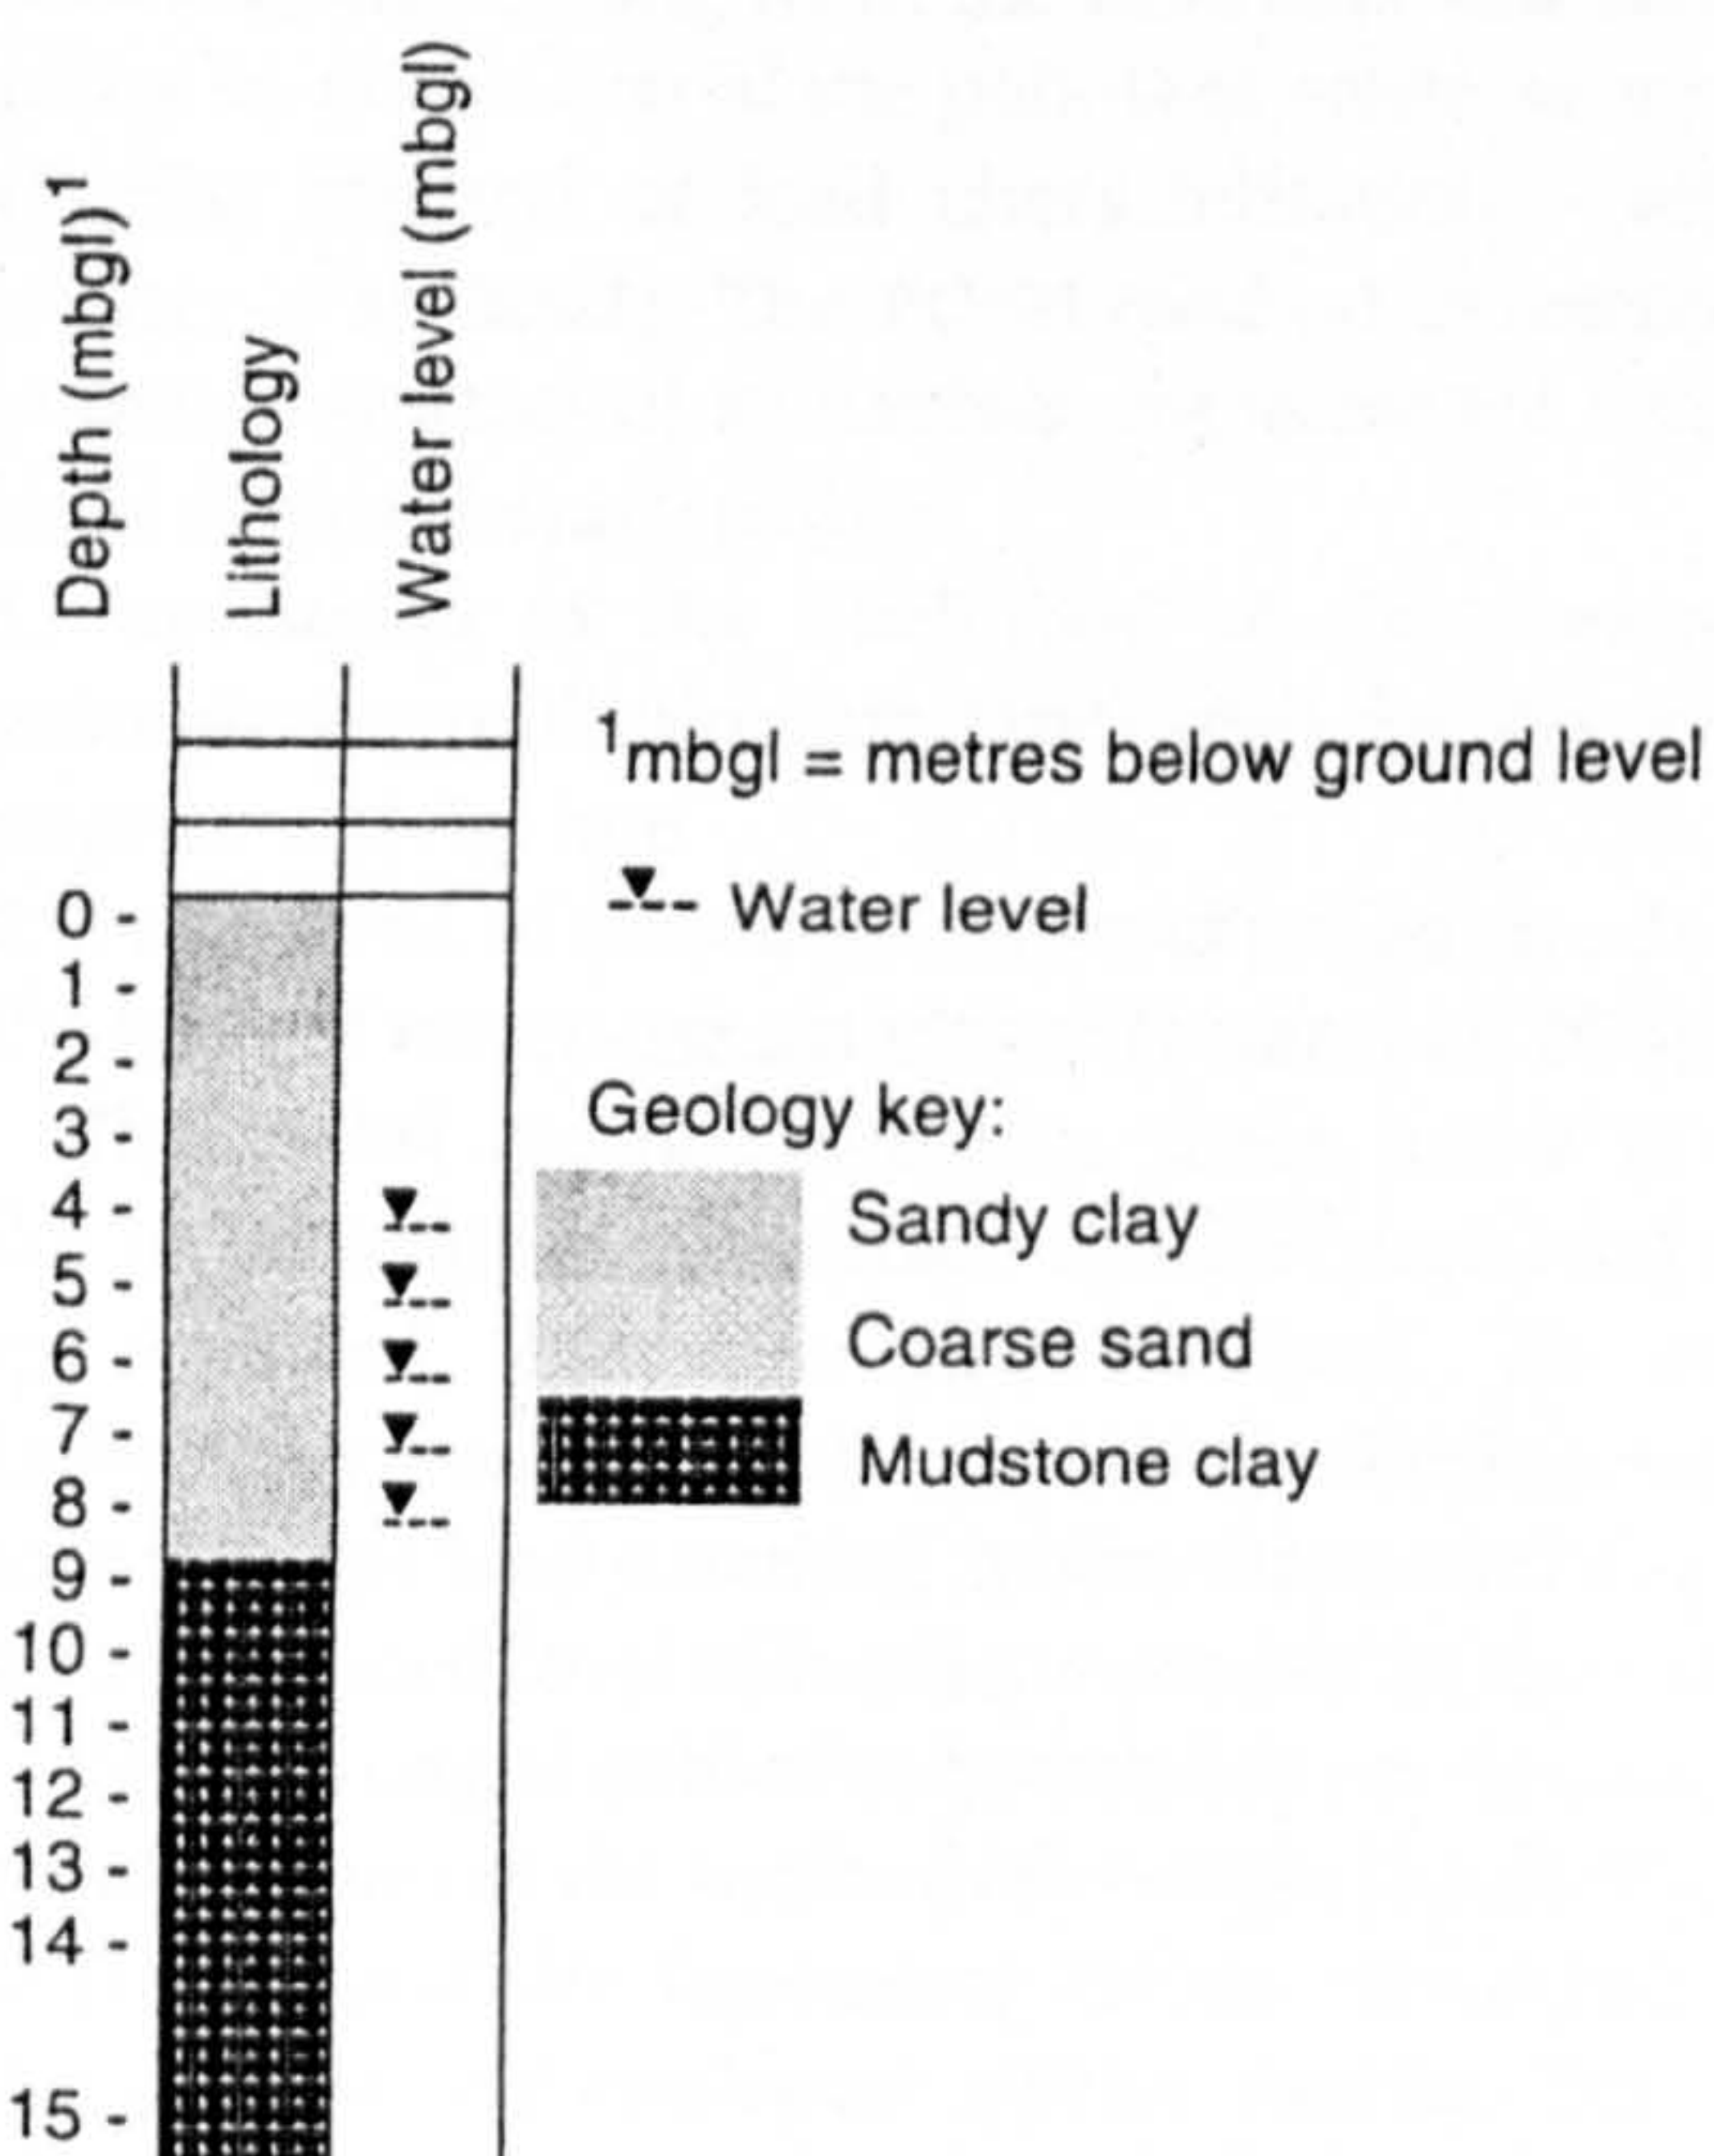 Depth (mbgl)¹
Lithology
Water level (mbgl)
¹mbgl = metres below ground level
Water level
Geology key:
Sandy clay
Coarse sand
Mudstone clay
0 -
1 -
2 -
3 -
4 -
5 -
6 -
7 -
8 -
9 -
10 -
11 -
12 -
13 -
14 -
15 -